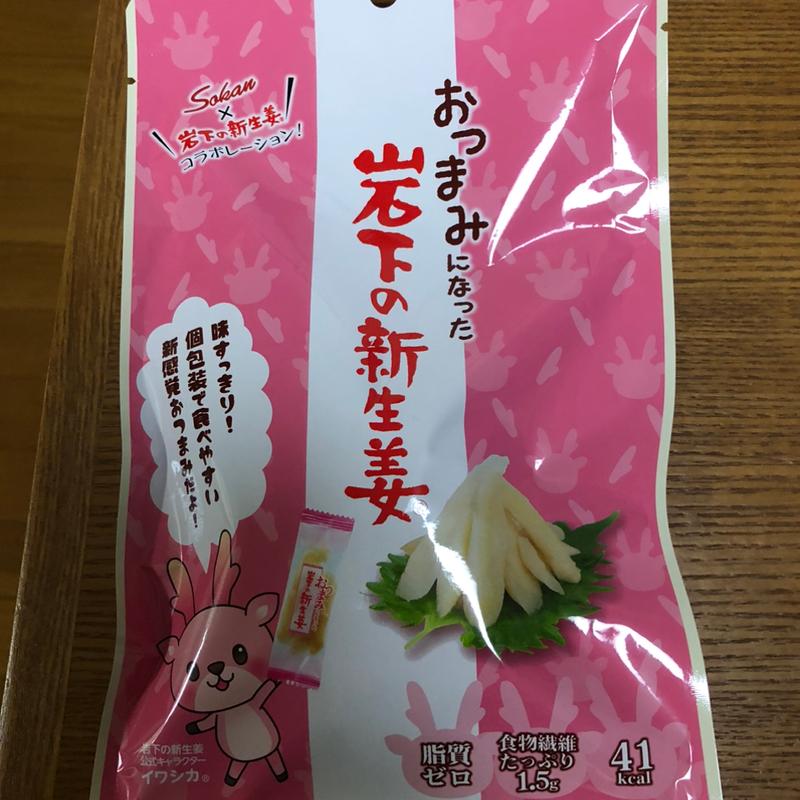 Sokan
×
岩下の新生姜
コラボレーション!
おつまみになった
岩下の新生姜
味すっきり!
個包装で食べやすい
新感覚おつまみだよ!
おつまみになった
岩下の新生姜
岩下の新生姜
公式キャラクター
イワシカ®
脂質
ゼロ
食物繊維
たっぷり
1.5g
41
kcal